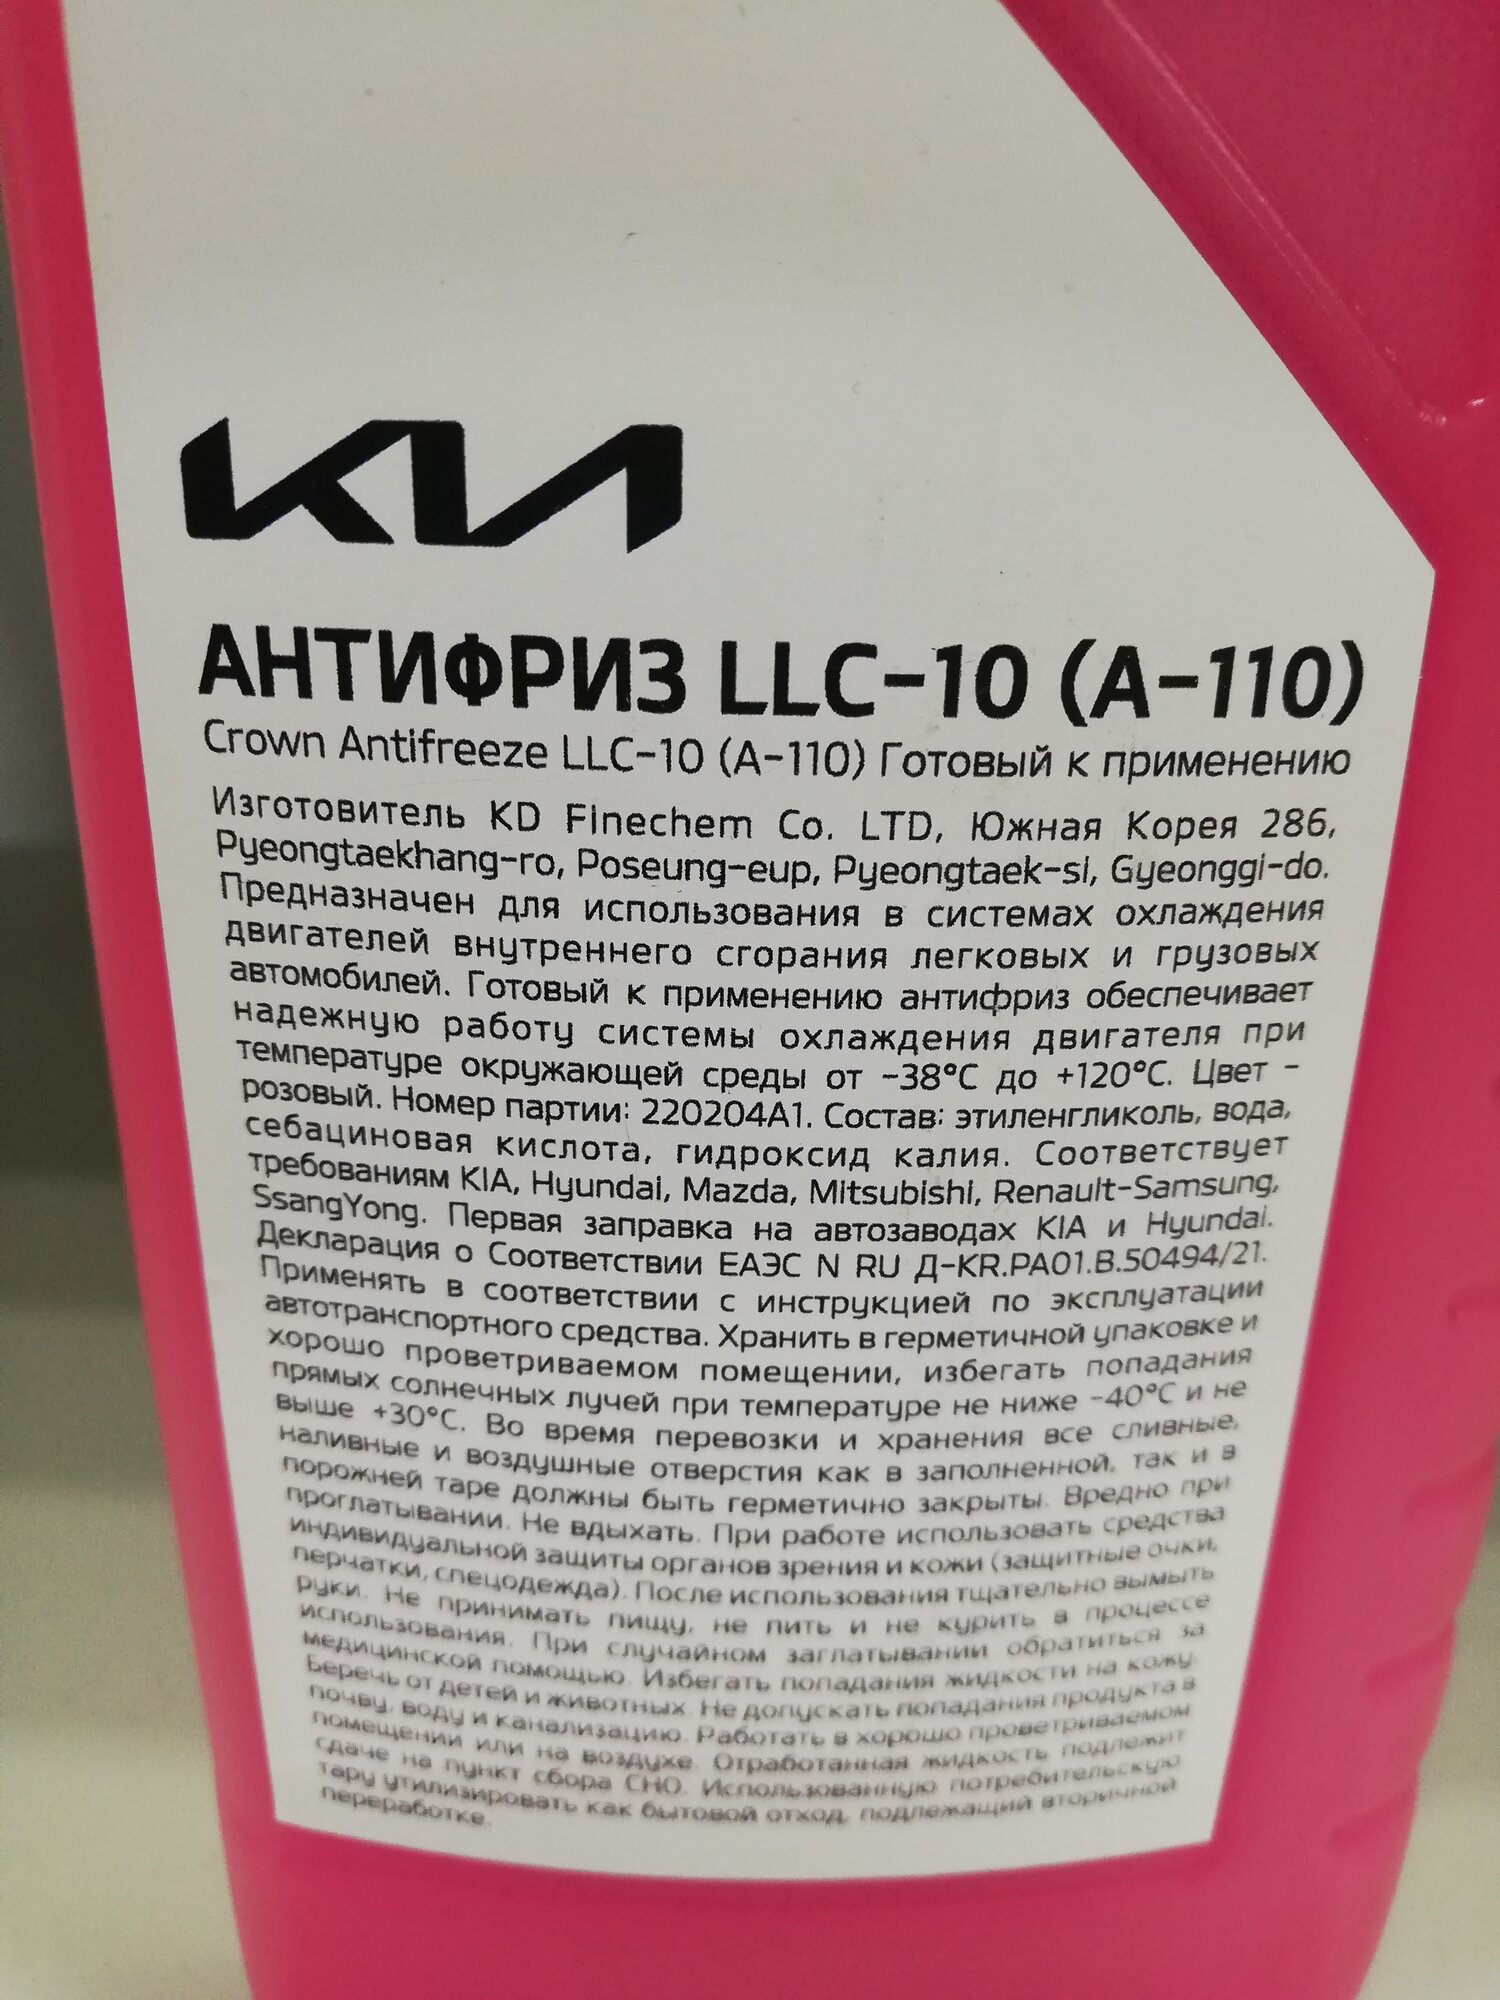 KIA
АНТИФРИЗ LLC-10 (A-110)
Crown Antifreeze LLC-10 (A-110) Готовый к применению
Изготовитель KD Finechem Co. LTD, Южная Корея 286,
Pyeongtaekhang-ro, Poseung-eup, Pyeongtaek-si, Gyeonggi-do.
Предназначен для использования в системах охлаждения
двигателей внутреннего сгорания легковых и грузовых
автомобилей. Готовый к применению антифриз обеспечивает
надежную работу системы охлаждения двигателя при
температуре окружающей среды от -38°C до +120°C. Цвет -
розовый. Номер партии: 220204A1. Состав: этиленгликоль, вода,
себациновая кислота, гидроксид калия. Соответствует
требованиям KIA, Hyundai, Mazda, Mitsubishi, Renault-Samsung,
SsangYong. Первая заправка на автозаводах KIA и Hyundai.
Декларация о Соответствии ЕАЭС N RU Д-KR.PA01.B.50494/21.
Применять в соответствии с инструкцией по эксплуатации
автотранспортного средства. Хранить в герметичной упаковке и
хорошо проветриваемом помещении, избегать попадания
прямых солнечных лучей при температуре не ниже -40°C и не
выше +30°C. Во время перевозки и хранения все сливные,
наливные и воздушные отверстия как в заполненной, так и в
порожней таре должны быть герметично закрыты. Вредно при
проглатывании. Не вдыхать. При работе использовать средства
индивидуальной защиты органов зрения и кожи (защитные очки,
перчатки, спецодежда). После использования тщательно вымыть
руки. Не принимать пищу, не пить и не курить в процессе
использования. При случайном заглатывании обратиться за
медицинской помощью. Избегать попадания жидкости на кожу.
Беречь от детей и животных. Не допускать попадания продукта в
почву, воду и канализацию. Работать в хорошо проветриваемом
помещении или на воздухе. Отработанная жидкость подлежит
сдаче на пункт сбора СНО. Использованную потребительскую
тару утилизировать как бытовой отход, подлежащий вторичной
переработке.